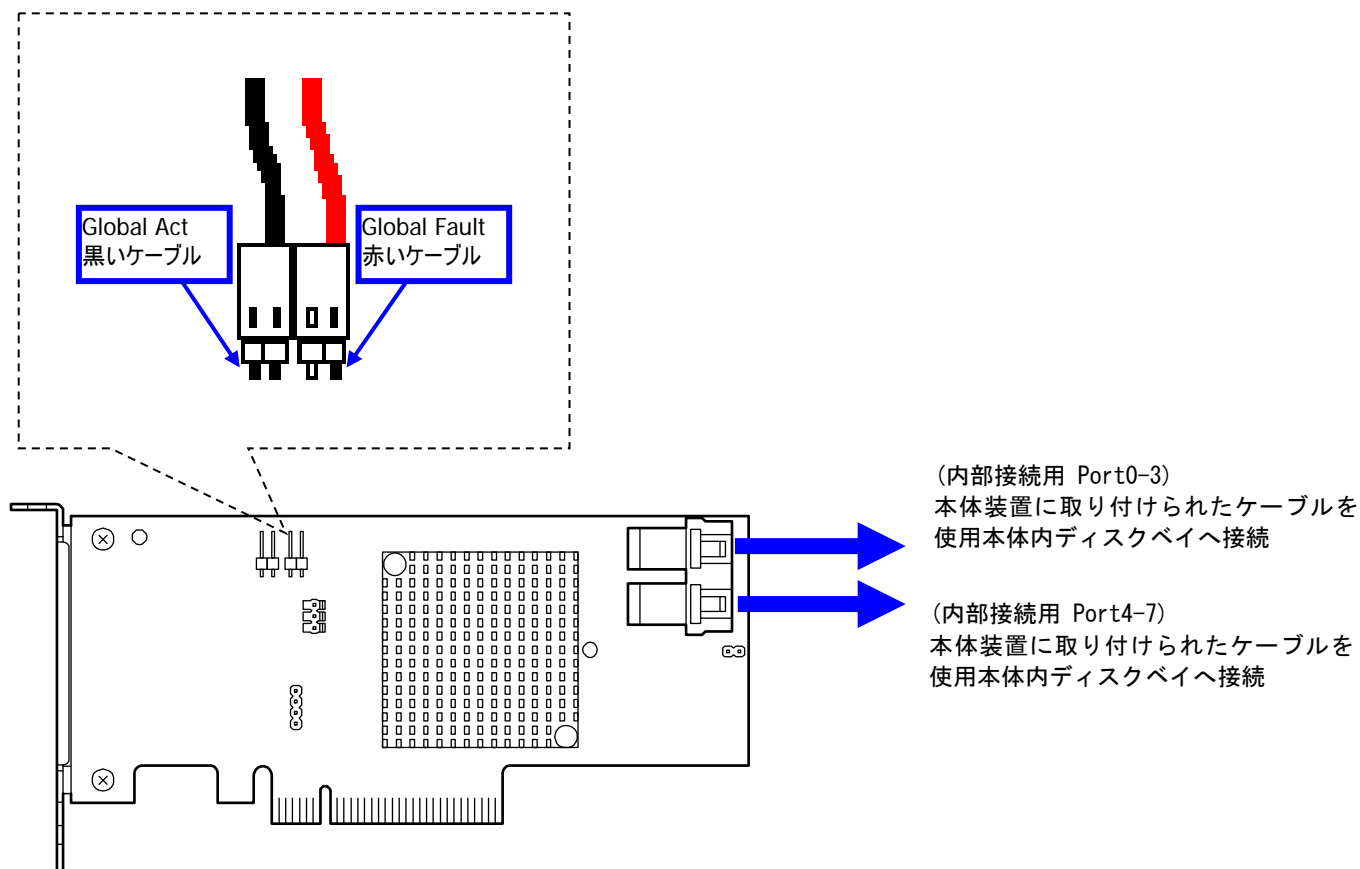 Global Act
黒いケーブル
Global Fault
赤いケーブル
(内部接続用 Port0-3)
本体装置に取り付けられたケーブルを
使用本体内ディスクベイへ接続
(内部接続用 Port4-7)
本体装置に取り付けられたケーブルを
使用本体内ディスクベイへ接続